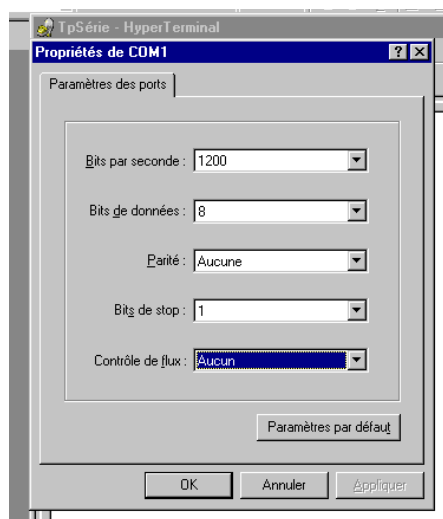 TpSérie - HyperTerminal
Propriétés de COM1
Paramètres des ports
Bits par seconde : 1200
Bits de données : 8
Parité : Aucune
Bits de stop : 1
Contrôle de flux : Aucun
Paramètres par défaut
OK Annuler Appliquer